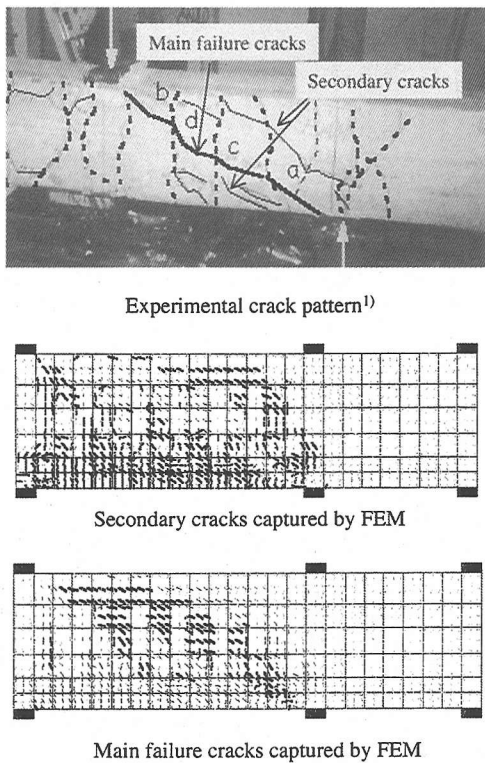 Main failure cracks
Secondary cracks
b
d
c
a
Experimental crack pattern1)
Secondary cracks captured by FEM
Main failure cracks captured by FEM